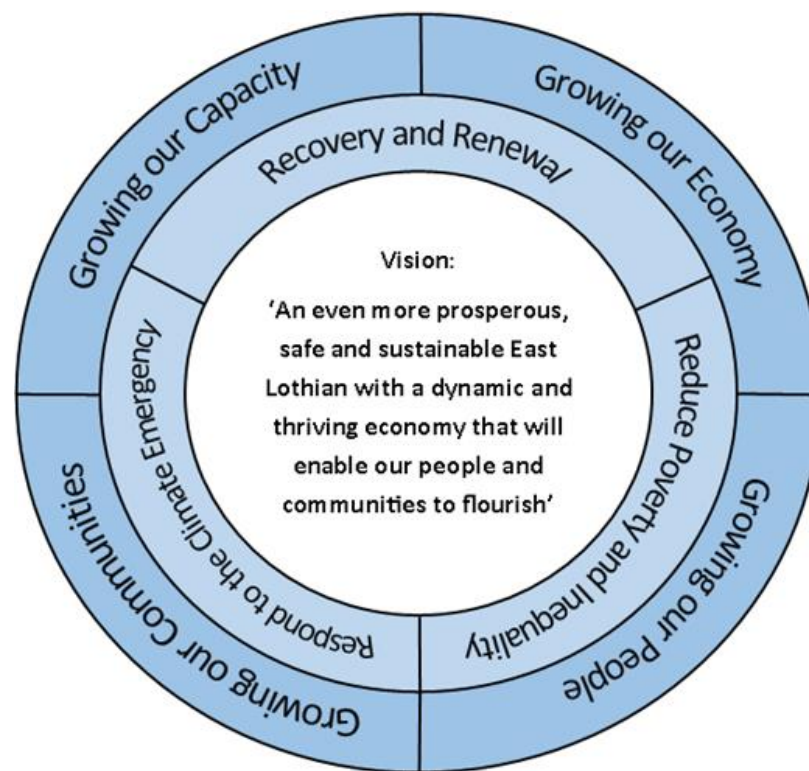 Growing our Capacity
Growing our Economy
Recovery and Renewal
Vision:
‘An even more prosperous,
safe and sustainable East
Lothian with a dynamic and
thriving economy that will
enable our people and
communities to flourish’
Respond to the Climate Emergency
Reduce Poverty and Inequality
Growing our Communities
Growing our People